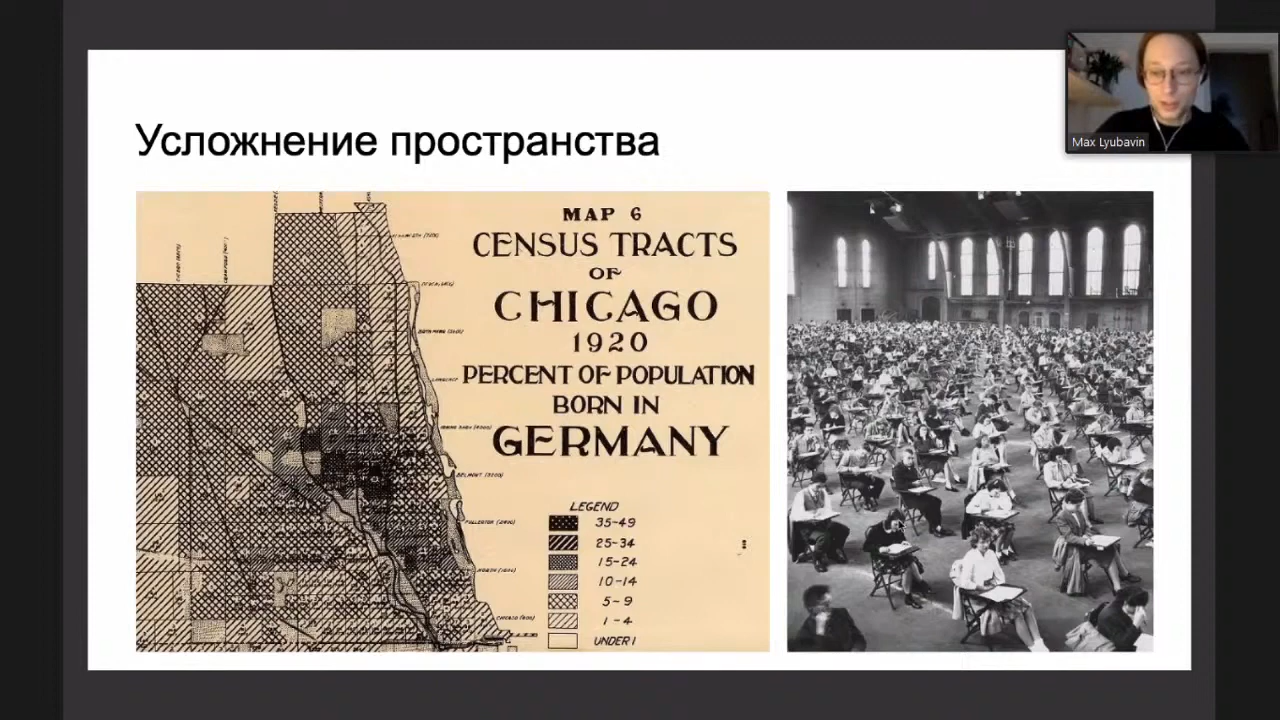 Усложнение пространства
MAP 6
CENSUS TRACTS
OF
CHICAGO
1920
PERCENT OF POPULATION
BORN IN
GERMANY
LEGEND
35-49
25-34
15-24
10-14
5-9
1-4
UNDER 1
Max Lyubavin